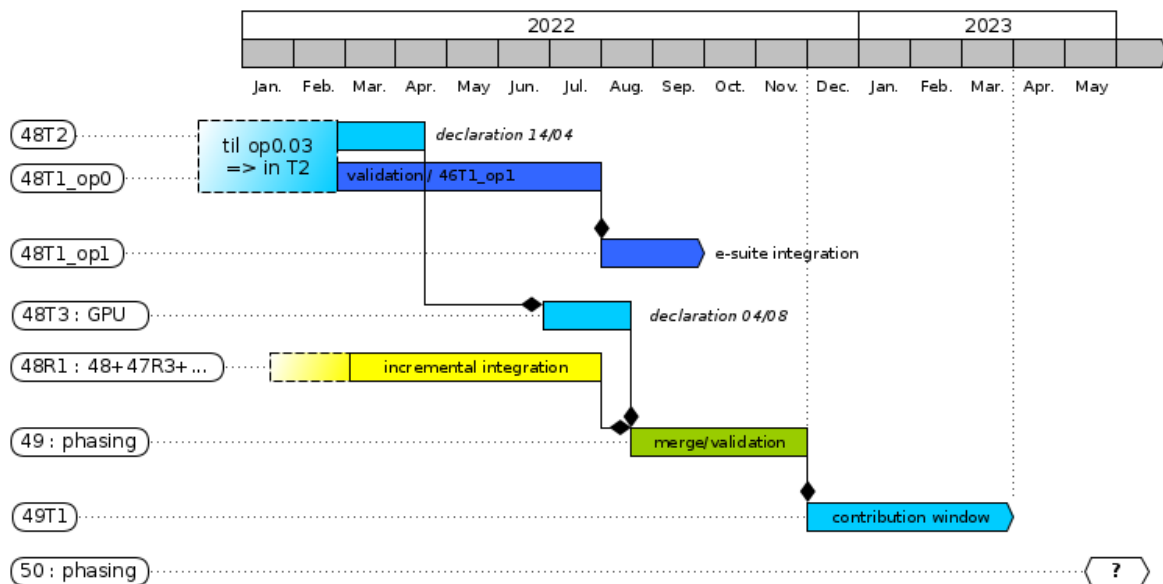 2022
2023
Jan. Feb. Mar. Apr. May Jun. Jul. Aug. Sep. Oct. Nov. Dec. Jan. Feb. Mar. Apr. May
48T2
til op0.03
=> in T2
declaration 14/04
48T1_op0
validation / 46T1_op1
48T1_op1
e-suite integration
48T3 : GPU
declaration 04/08
48R1 : 48+47R3+...
incremental integration
49 : phasing
merge/validation
49T1
contribution window
50 : phasing
?